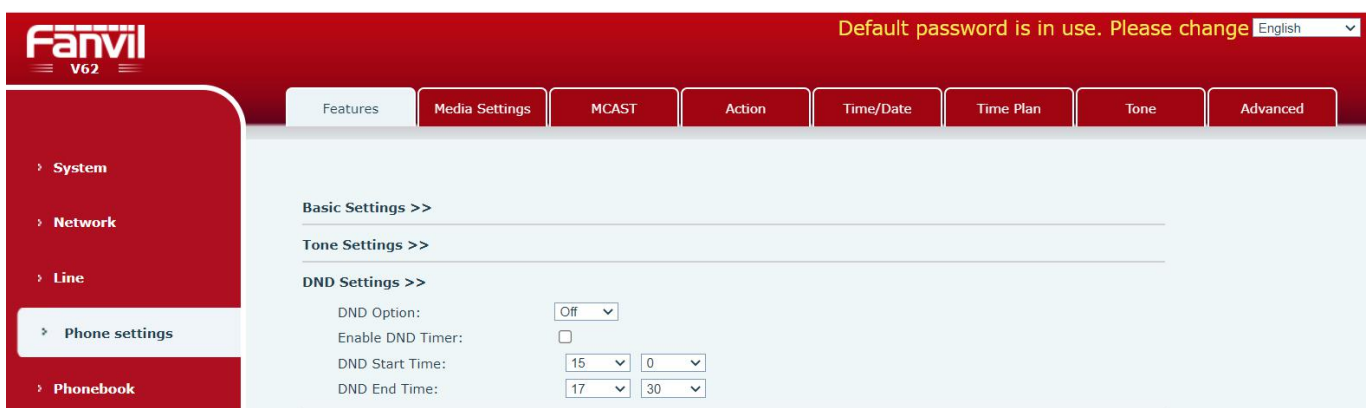 Fanvil
V62
Default password is in use. Please change English
Features Media Settings MCAST Action Time/Date Time Plan Tone Advanced
› System
› Network
› Line
› Phone settings
› Phonebook
Basic Settings >>
Tone Settings >>
DND Settings >>
DND Option: Off
Enable DND Timer:
DND Start Time: 15 0
DND End Time: 17 30